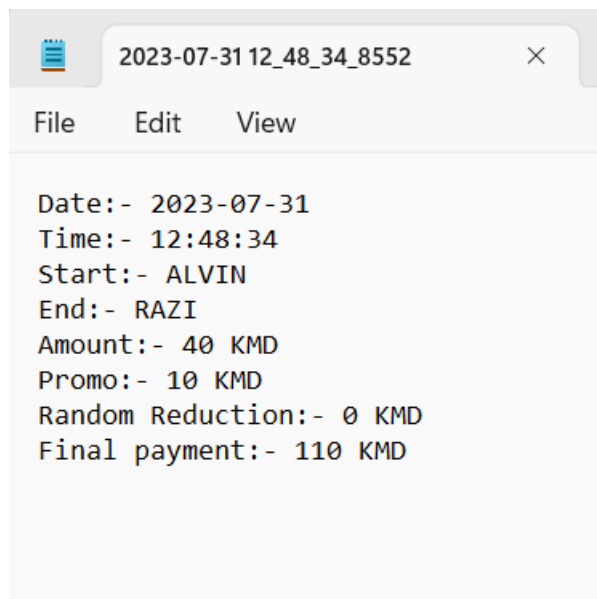 2023-07-31 12_48_34_8552
File Edit View
Date:- 2023-07-31
Time:- 12:48:34
Start:- ALVIN
End:- RAZI
Amount:- 40 KMD
Promo:- 10 KMD
Random Reduction:- 0 KMD
Final payment:- 110 KMD